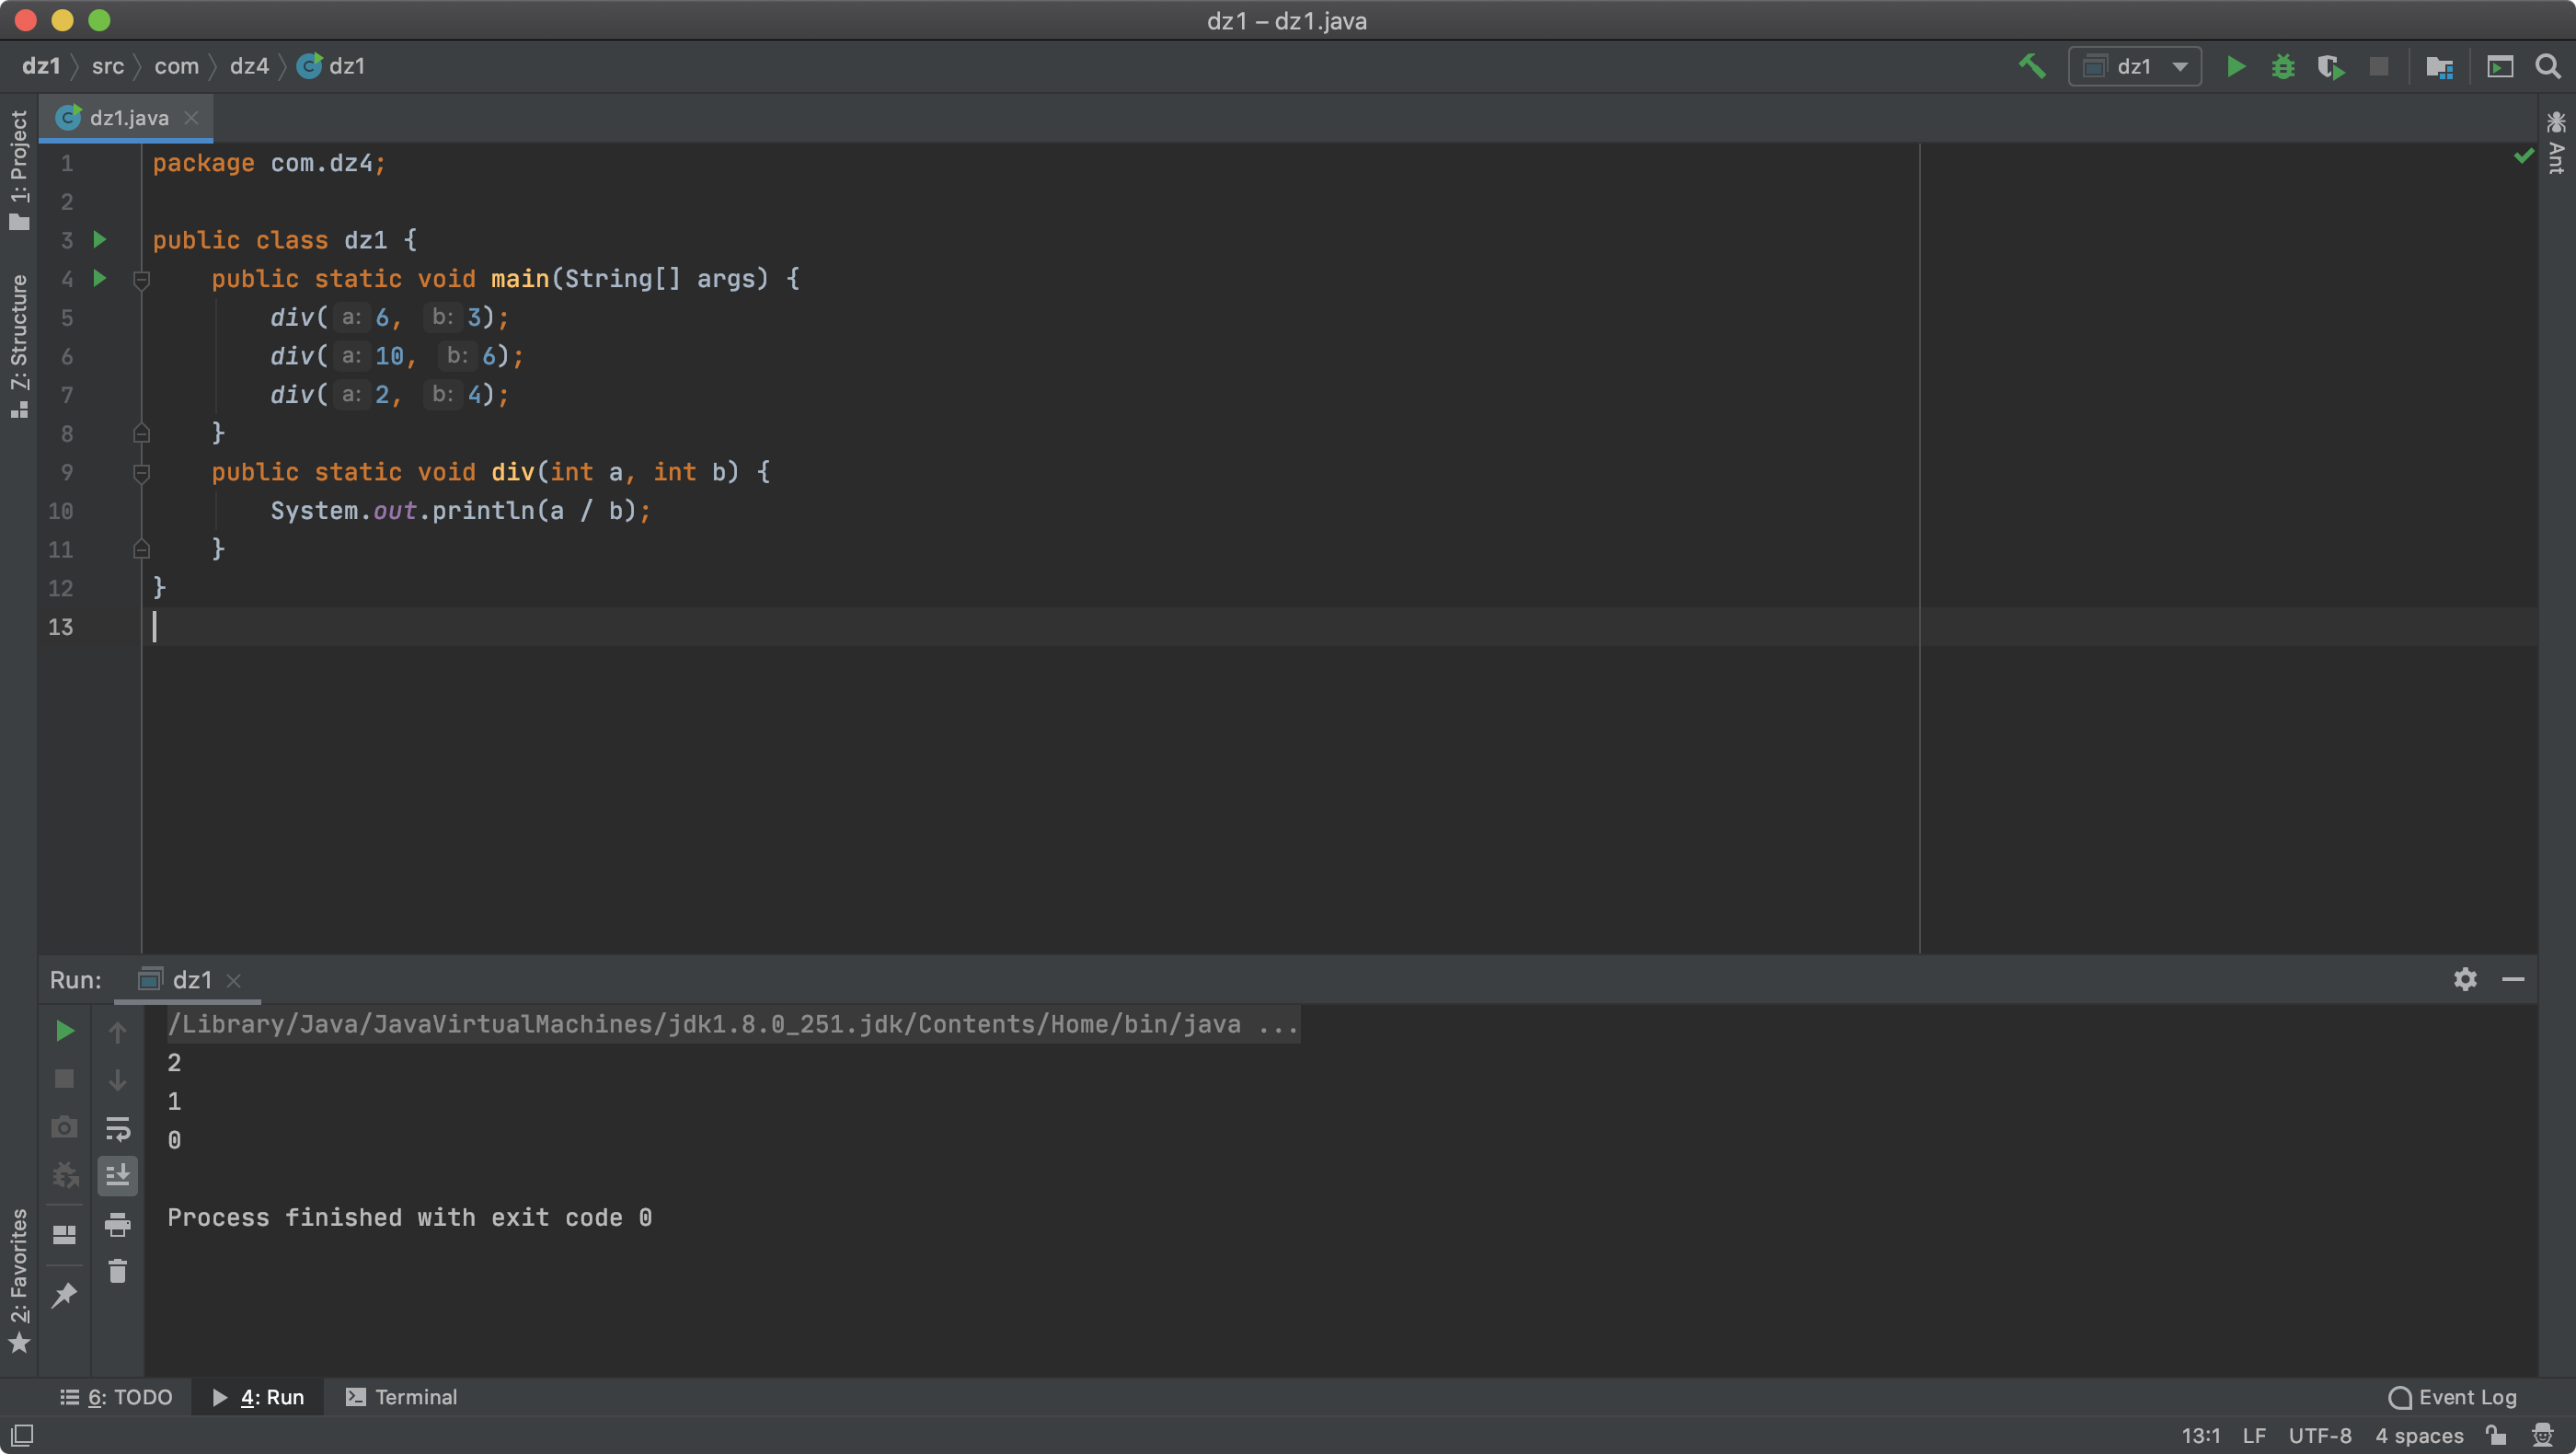 dz1 – dz1.java
dz1 src com dz4 dz1
dz1
1: Project
7: Structure
2: Favorites
Ant
dz1.java
1 package com.dz4;
2
3 public class dz1 {
4     public static void main(String[] args) {
5         div( a: 6, b: 3);
6         div( a: 10, b: 6);
7         div( a: 2, b: 4);
8     }
9     public static void div(int a, int b) {
10         System.out.println(a / b);
11     }
12 }
13
Run: dz1
/Library/Java/JavaVirtualMachines/jdk1.8.0_251.jdk/Contents/Home/bin/java ...
2
1
0
Process finished with exit code 0
6: TODO 4: Run Terminal Event Log
13:1 LF UTF-8 4 spaces